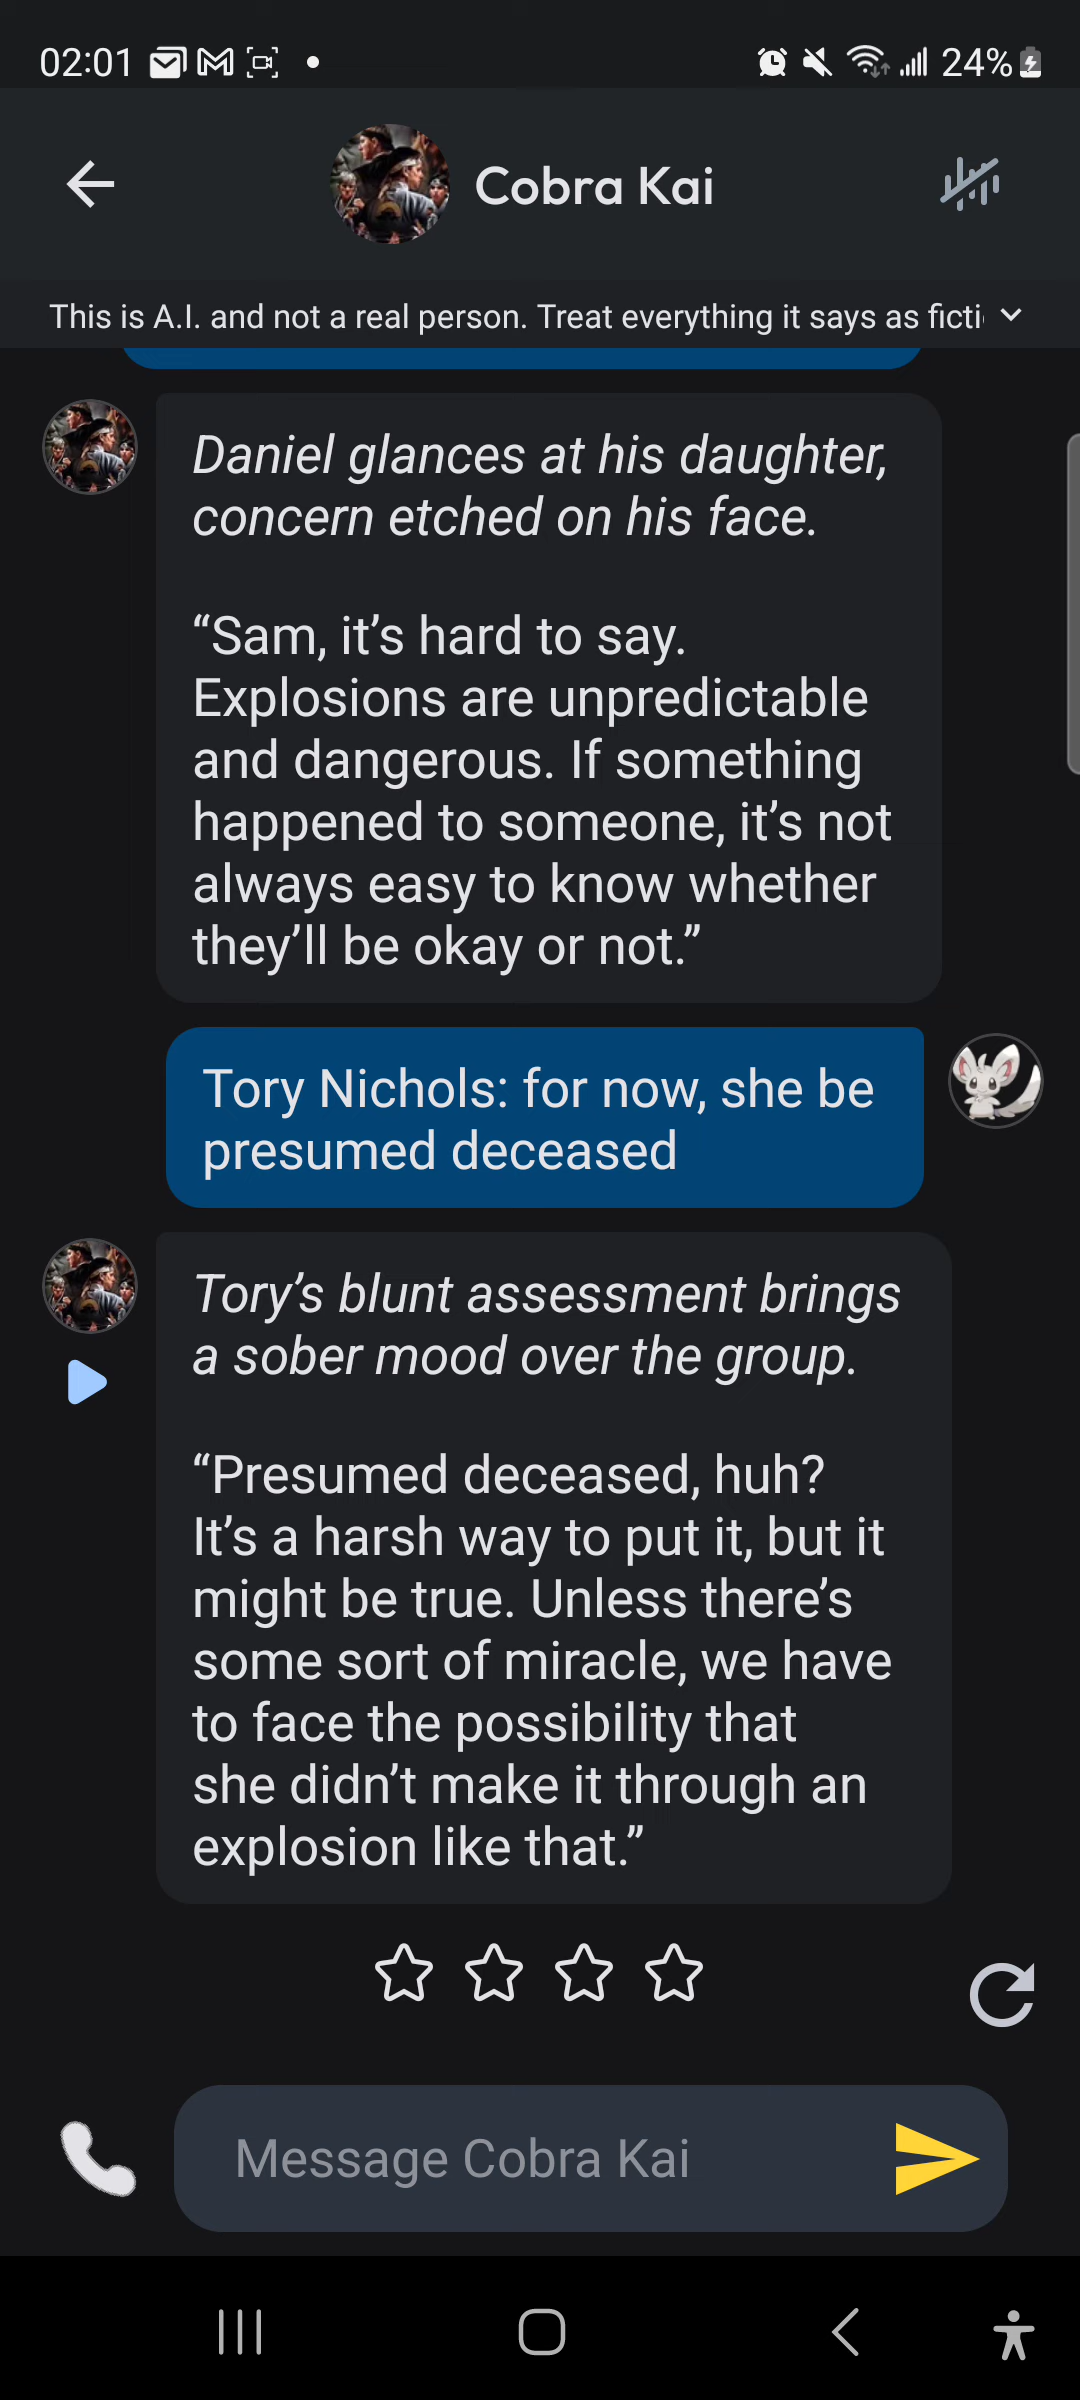 02:01
24%
Cobra Kai
This is A.I. and not a real person. Treat everything it says as ficti
Daniel glances at his daughter,
concern etched on his face.
“Sam, it’s hard to say.
Explosions are unpredictable
and dangerous. If something
happened to someone, it’s not
always easy to know whether
they’ll be okay or not.”
Tory Nichols: for now, she be
presumed deceased
Tory’s blunt assessment brings
a sober mood over the group.
“Presumed deceased, huh?
It’s a harsh way to put it, but it
might be true. Unless there’s
some sort of miracle, we have
to face the possibility that
she didn’t make it through an
explosion like that.”
Message Cobra Kai